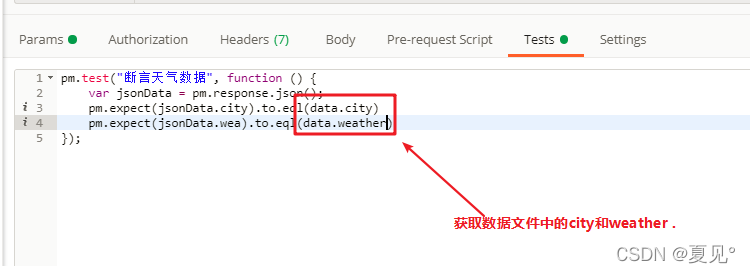 Params Authorization Headers (7) Body Pre-request Script Tests Settings
1 pm.test("断言天气数据", function () {
2 var jsonData = pm.response.json();
i 3 pm.expect(jsonData.city).to.eql(data.city)
i 4 pm.expect(jsonData.wea).to.eql(data.weather)
5 });
获取数据文件中的city和weather .
CSDN @夏见°